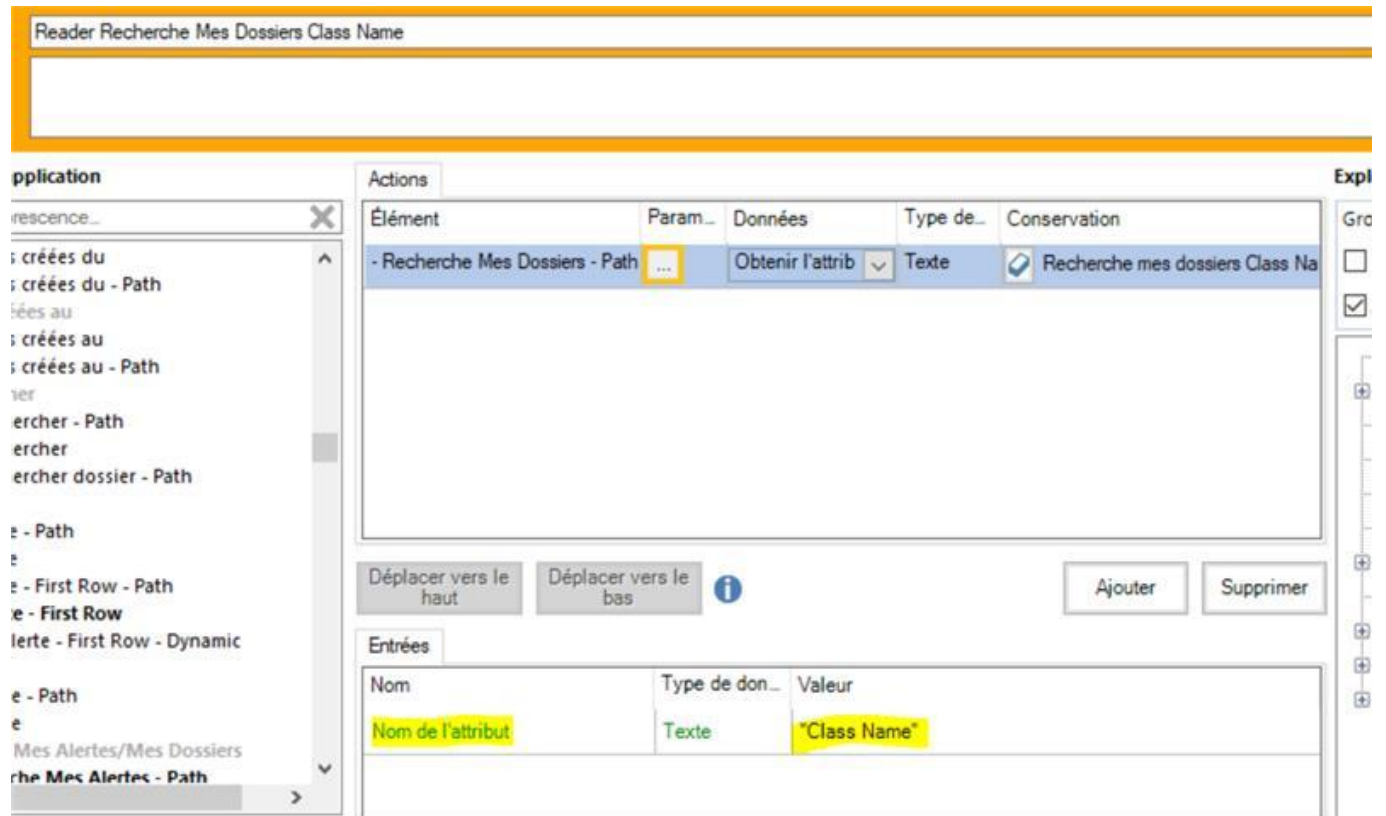 Reader Recherche Mes Dossiers Class Name
pplication
rescence...
s créées du
s créées du - Path
éées au
s créées au
s créées au - Path
her
ercher - Path
ercher
ercher dossier - Path
e - Path
e
e - First Row - Path
te - First Row
lerte - First Row - Dynamic
e - Path
e
Mes Alertes/Mes Dossiers
rche Mes Alertes - Path
Actions
Élément Param... Données Type de... Conservation
- Recherche Mes Dossiers - Path ... Obtenir l'attrib Texte Recherche mes dossiers Class Na
Déplacer vers le haut
Déplacer vers le bas
Ajouter
Supprimer
Entrées
Nom Type de don... Valeur
Nom de l'attribut Texte "Class Name"
Expl
Gro